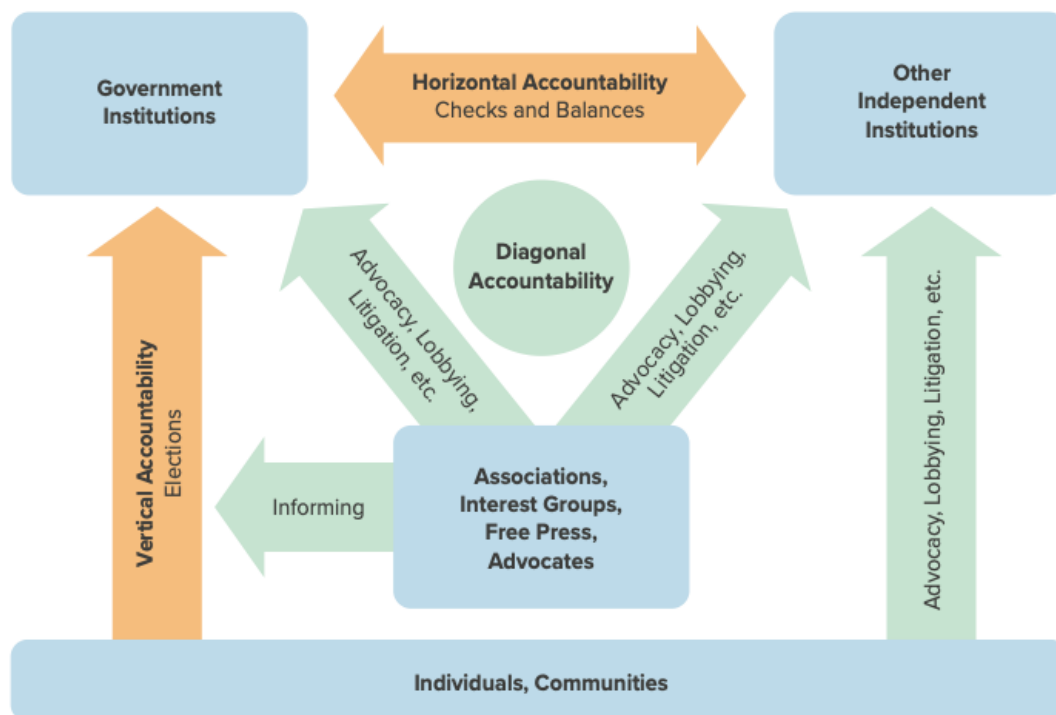 Government
Institutions
Horizontal Accountability
Checks and Balances
Other
Independent
Institutions
Diagonal
Accountability
Advocacy, Lobbying,
Litigation, etc.
Advocacy, Lobbying,
Litigation, etc.
Vertical Accountability
Elections
Informing
Associations,
Interest Groups,
Free Press,
Advocates
Advocacy, Lobbying, Litigation, etc.
Individuals, Communities